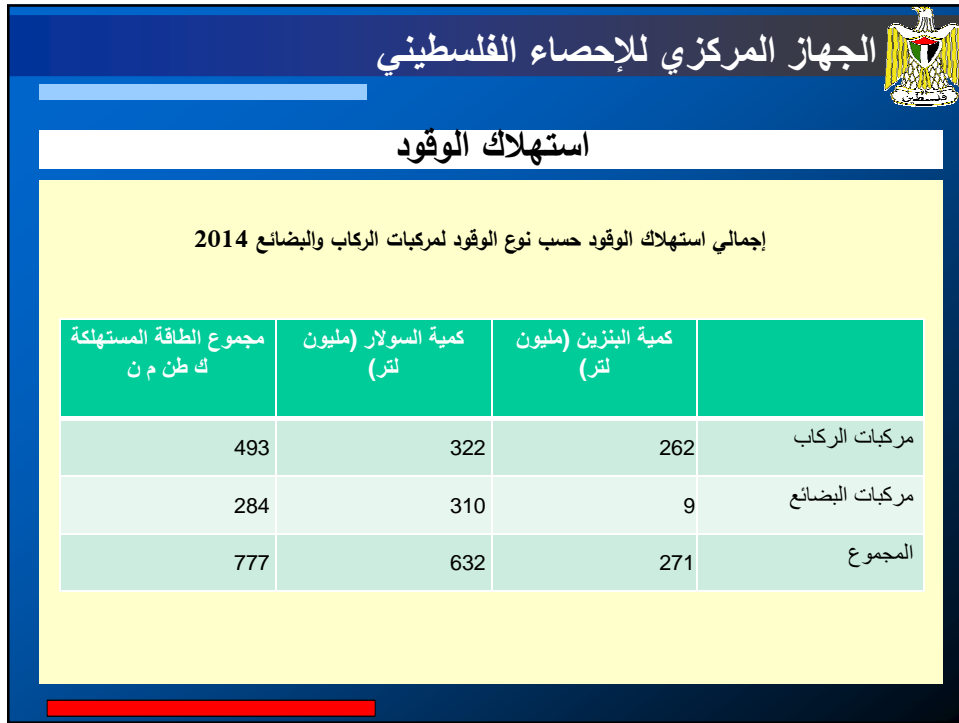 الجهاز المركزي للإحصاء الفلسطيني
فلسطين
استهلاك الوقود
إجمالي استهلاك الوقود حسب نوع الوقود لمركبات الركاب والبضائع 2014
كمية البنزين (مليون لتر) كمية السولار (مليون لتر) مجموع الطاقة المستهلكة ك طن م ن
مركبات الركاب 262 322 493
مركبات البضائع 9 310 284
المجموع 271 632 777